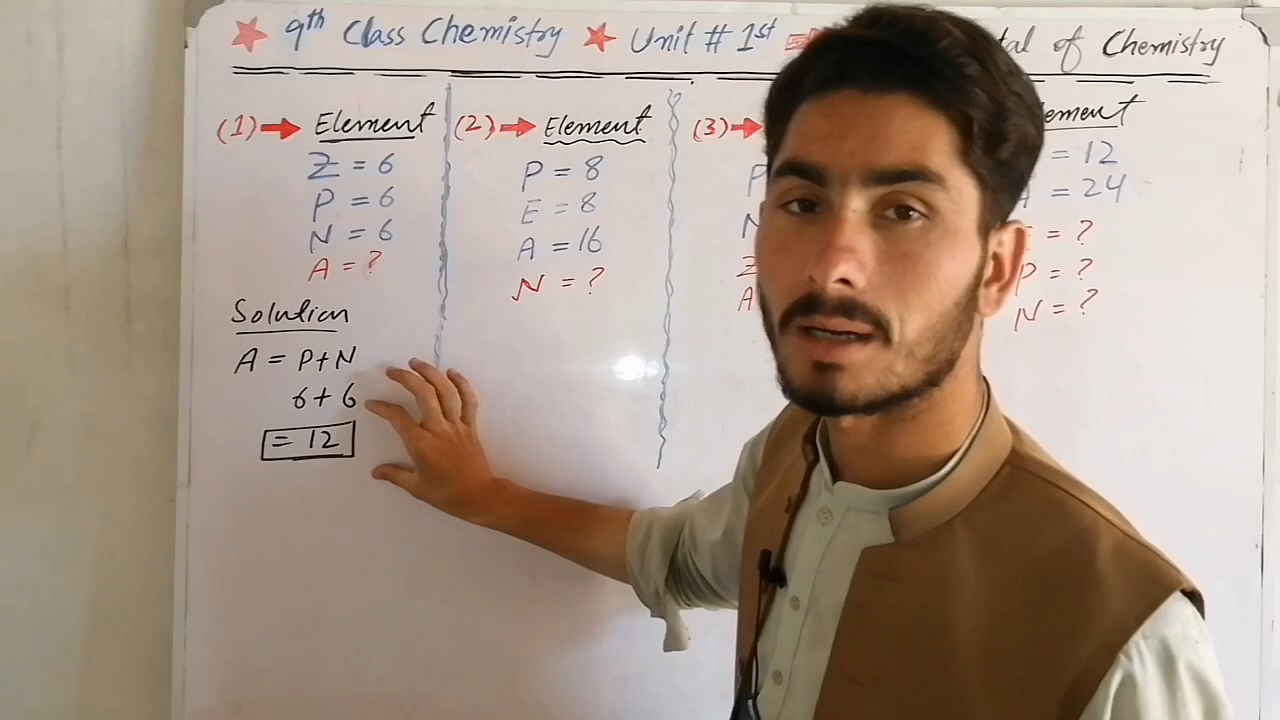 ★ 9th Class Chemistry ★ Unit # 1st tal of Chemistry
(1) → Element
Z = 6
P = 6
N = 6
A = ?
Solution
A = P+N
6 + 6
= 12
(2) → Element
P = 8
E = 8
A = 16
N = ?
(3) →
P
N
Z
A
ement
= 12
= 24
= ?
P = ?
N = ?